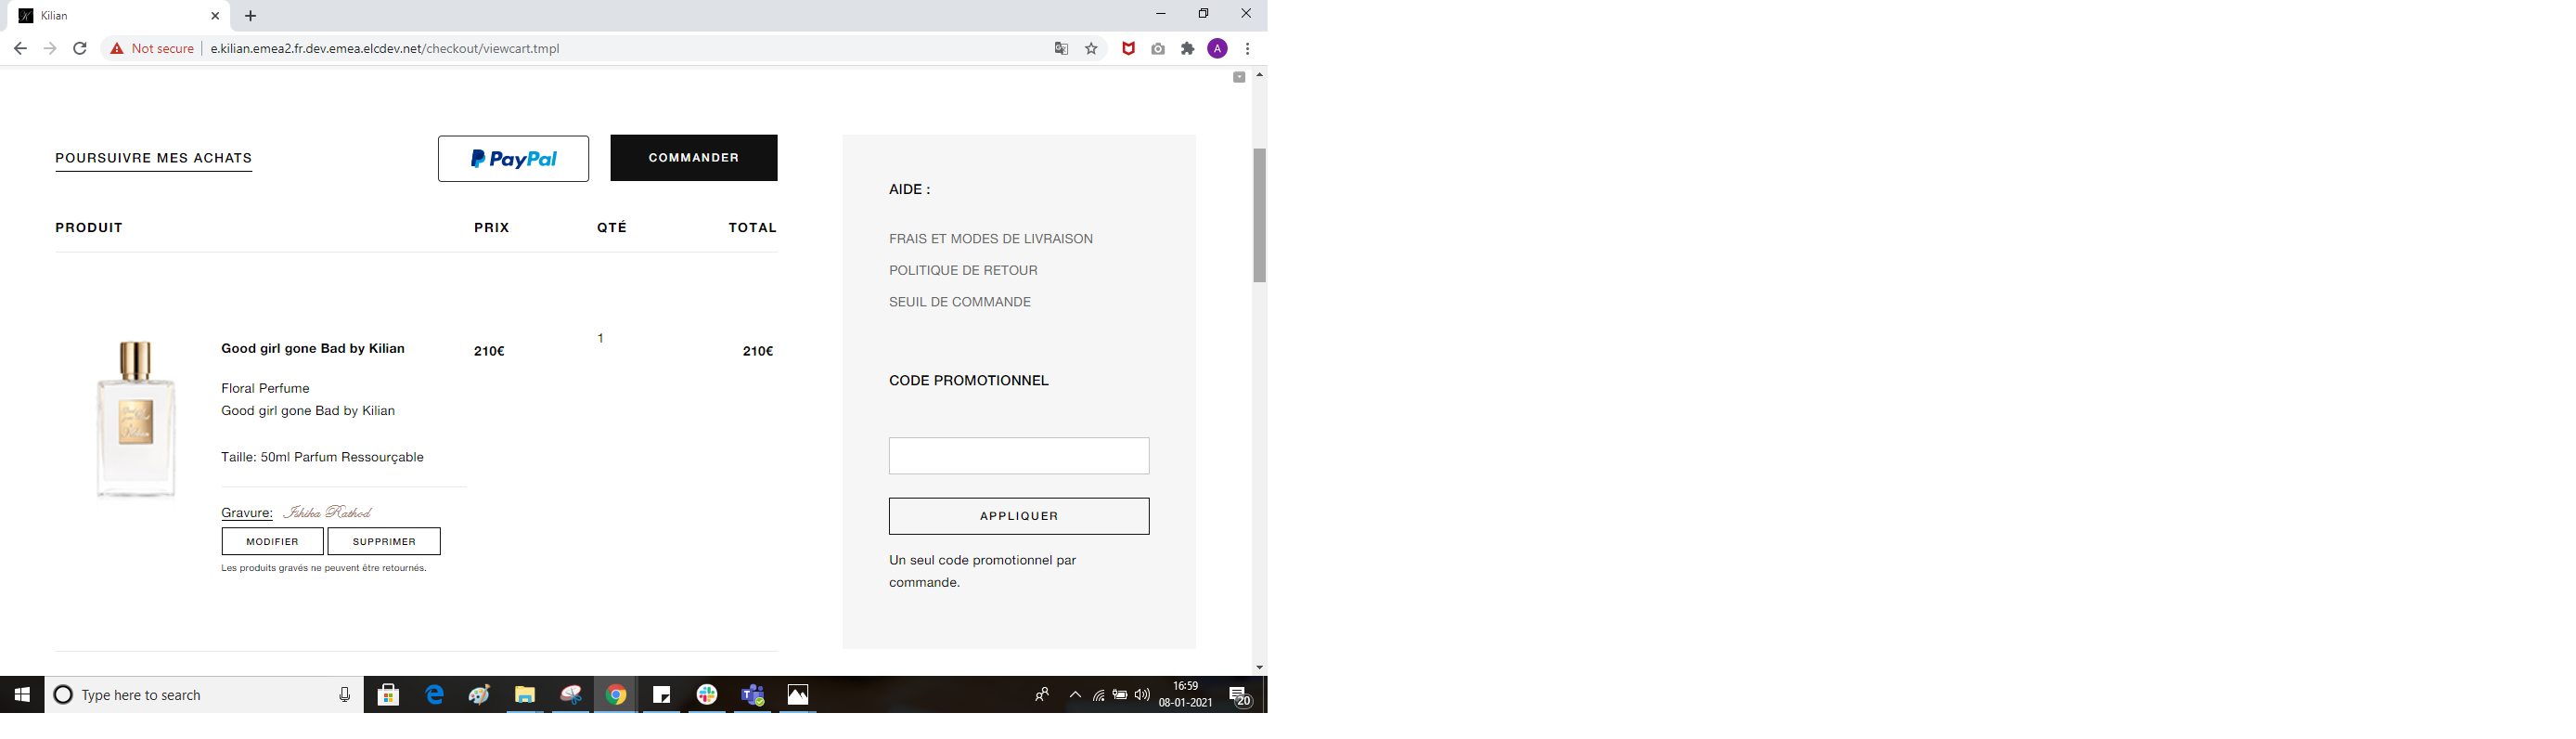 Kilian
Not secure e.kilian.emea2.fr.dev.emea.elcdev.net/checkout/viewcart.tmpl
A
POURSUIVRE MES ACHATS
PayPal
COMMANDER
PRODUIT PRIX QTÉ TOTAL
Good girl gone Bad by Kilian 210€ 1 210€
Floral Perfume
Good girl gone Bad by Kilian
Taille: 50ml Parfum Ressourçable
Gravure: Ishika Rathod
MODIFIER SUPPRIMER
Les produits gravés ne peuvent être retournés.
AIDE :
FRAIS ET MODES DE LIVRAISON
POLITIQUE DE RETOUR
SEUIL DE COMMANDE
CODE PROMOTIONNEL
APPLIQUER
Un seul code promotionnel par
commande.
Type here to search
16:59
08-01-2021
20